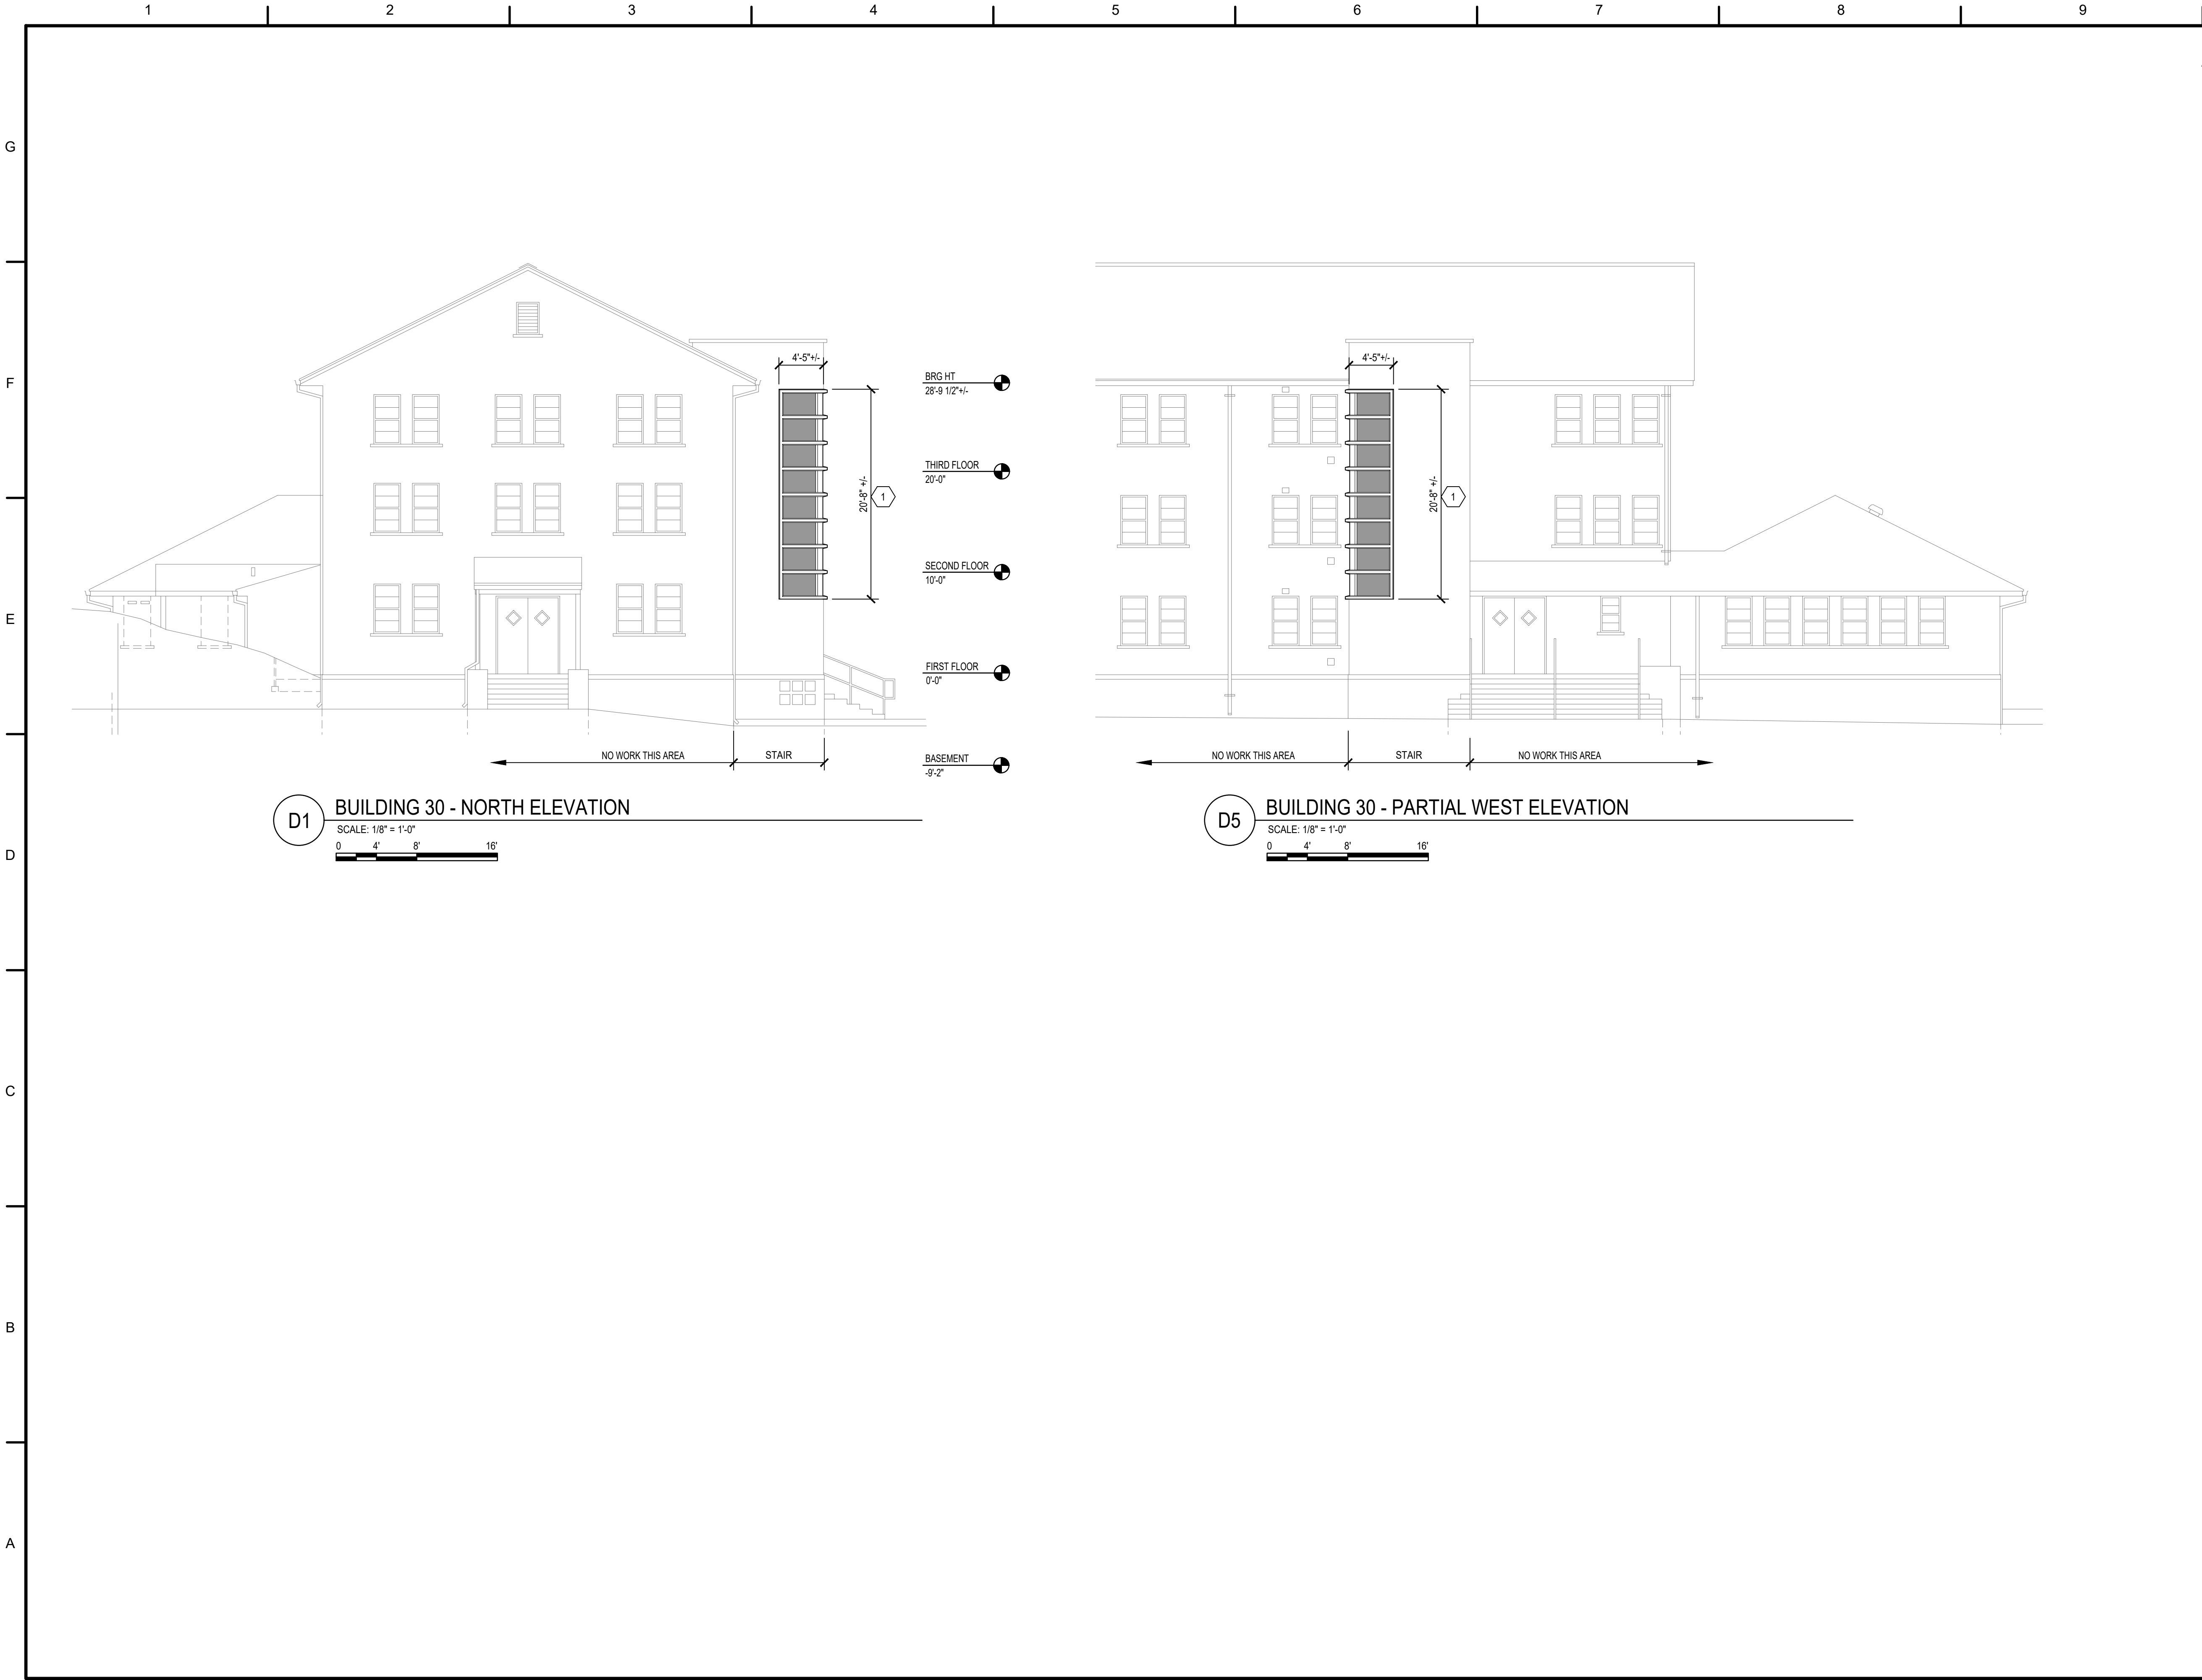 1 2 3 4 5 6 7 8 9
G
F
E
D
C
B
A
4'-5"+/-
20'-8" +/-
1
BRG HT
28'-9 1/2"+/-
THIRD FLOOR
20'-0"
SECOND FLOOR
10'-0"
FIRST FLOOR
0'-0"
BASEMENT
-9'-2"
NO WORK THIS AREA
STAIR
D1
BUILDING 30 - NORTH ELEVATION
SCALE: 1/8" = 1'-0"
0 4' 8' 16'
4'-5"+/-
20'-8" +/-
1
NO WORK THIS AREA
STAIR
NO WORK THIS AREA
D5
BUILDING 30 - PARTIAL WEST ELEVATION
SCALE: 1/8" = 1'-0"
0 4' 8' 16'